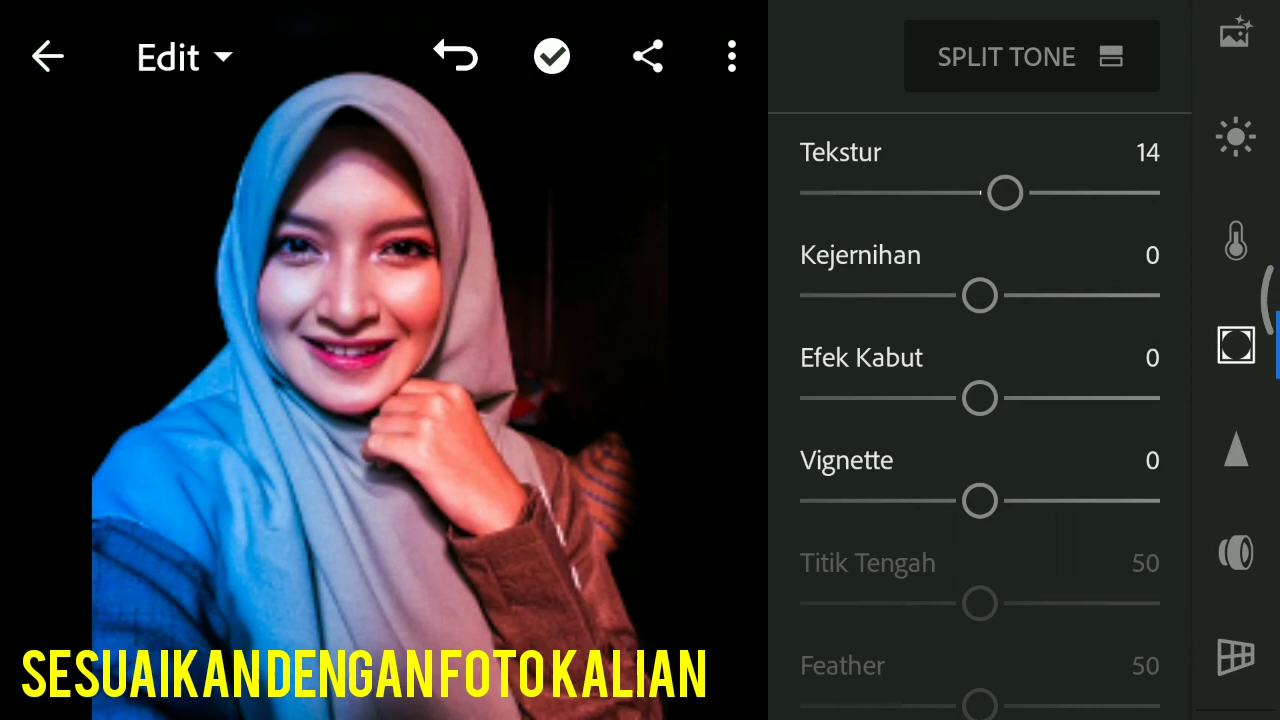 Edit
SPLIT TONE
Tekstur 14
Kejernihan 0
Efek Kabut 0
Vignette 0
Titik Tengah 50
Feather 50
SESUAIKAN DENGAN FOTO KALIAN